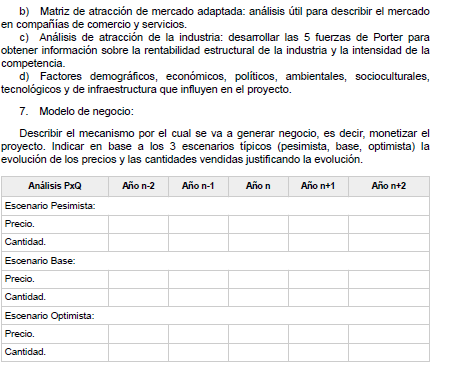 b) Matriz de atracción de mercado adaptada: análisis útil para describir el mercado
en compañías de comercio y servicios.
c) Análisis de atracción de la industria: desarrollar las 5 fuerzas de Porter para
obtener información sobre la rentabilidad estructural de la industria y la intensidad de la
competencia.
d) Factores demográficos, económicos, políticos, ambientales, socioculturales,
tecnológicos y de infraestructura que influyen en el proyecto.
7. Modelo de negocio:
Describir el mecanismo por el cual se va a generar negocio, es decir, monetizar el
proyecto. Indicar en base a los 3 escenarios típicos (pesimista, base, optimista) la
evolución de los precios y las cantidades vendidas justificando la evolución.
Análisis PxQ Año n-2 Año n-1 Año n Año n+1 Año n+2
Escenario Pesimista:
Precio.
Cantidad.
Escenario Base:
Precio.
Cantidad.
Escenario Optimista:
Precio.
Cantidad.